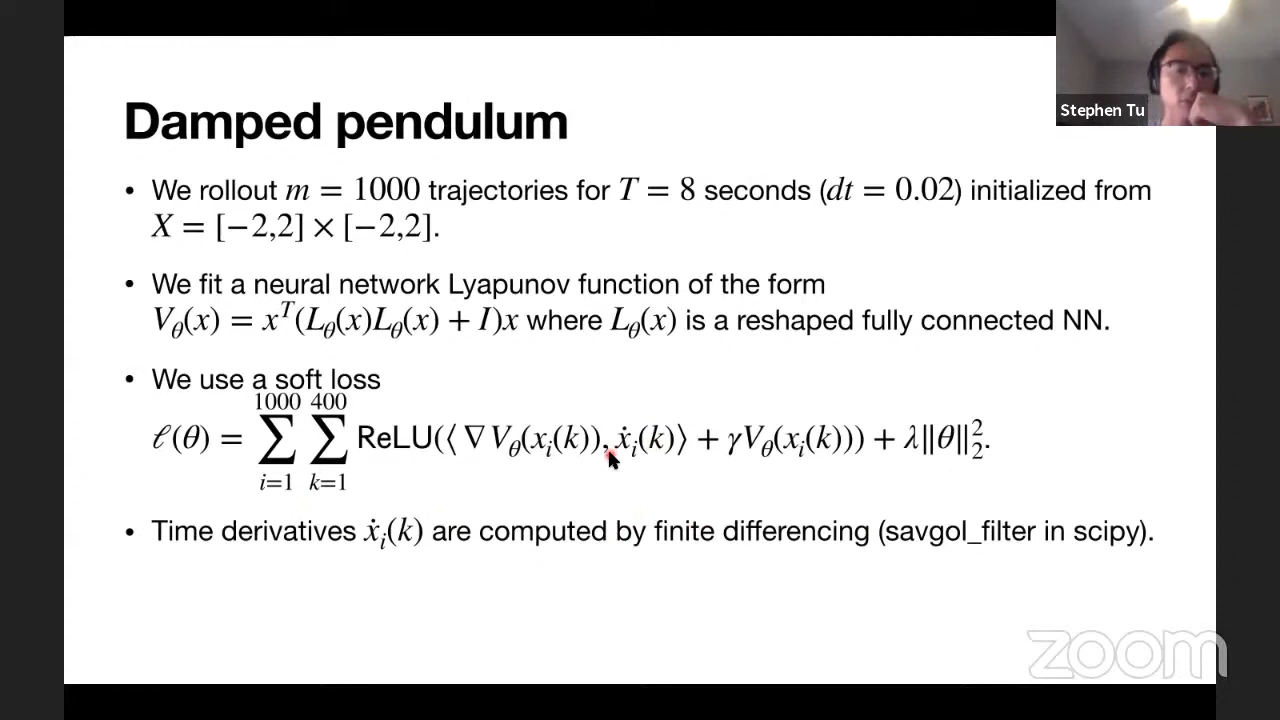 Stephen Tu
Damped pendulum
• We rollout m = 1000 trajectories for T = 8 seconds (dt = 0.02) initialized from
X = [−2,2] × [−2,2].
• We fit a neural network Lyapunov function of the form
V_θ(x) = x^T(L_θ(x)L_θ(x) + I)x where L_θ(x) is a reshaped fully connected NN.
• We use a soft loss
ℓ(θ) = ∑_{i=1}^{1000} ∑_{k=1}^{400} ReLU(⟨∇V_θ(x_i(k)), ẋ_i(k)⟩ + γV_θ(x_i(k))) + λ‖θ‖_2^2.
• Time derivatives ẋ_i(k) are computed by finite differencing (savgol_filter in scipy).
zoom